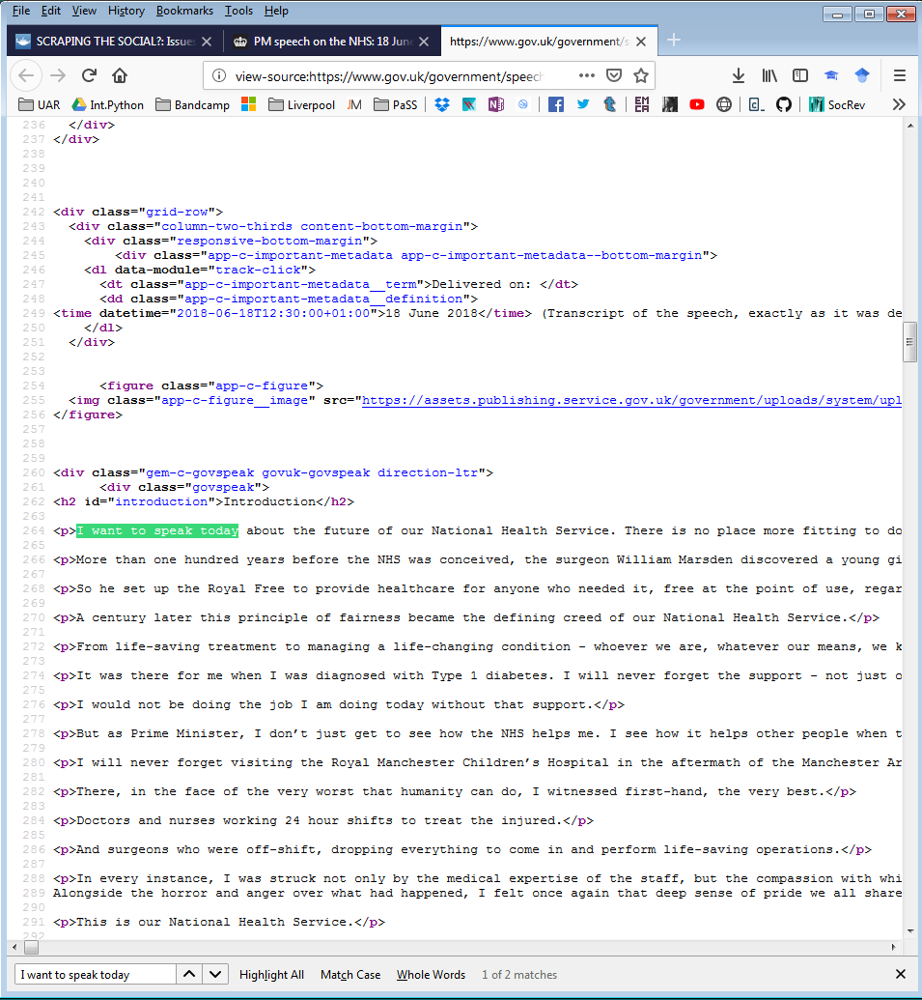 File Edit View History Bookmarks Tools Help
SCRAPING THE SOCIAL?: Issues
PM speech on the NHS: 18 June
https://www.gov.uk/government/s
view-source:https://www.gov.uk/government/speech
UAR Int.Python Bandcamp Liverpool JM PaSS SocRev
236 </div>
237 </div>
238
239
240
241
242 <div class="grid-row">
243 <div class="column-two-thirds content-bottom-margin">
244 <div class="responsive-bottom-margin">
245 <div class="app-c-important-metadata app-c-important-metadata--bottom-margin">
246 <dl data-module="track-click">
247 <dt class="app-c-important-metadata__term">Delivered on: </dt>
248 <dd class="app-c-important-metadata__definition">
249 <time datetime="2018-06-18T12:30:00+01:00">18 June 2018</time> (Transcript of the speech, exactly as it was de
250 </dl>
251 </div>
252
253
254 <figure class="app-c-figure">
255 <img class="app-c-figure__image" src="https://assets.publishing.service.gov.uk/government/uploads/system/upl
256 </figure>
257
258
259
260 <div class="gem-c-govspeak govuk-govspeak direction-ltr">
261 <div class="govspeak">
262 <h2 id="introduction">Introduction</h2>
263
264 <p>I want to speak today about the future of our National Health Service. There is no place more fitting to do
265
266 <p>More than one hundred years before the NHS was conceived, the surgeon William Marsden discovered a young gi
267
268 <p>So he set up the Royal Free to provide healthcare for anyone who needed it, free at the point of use, regar
269
270 <p>A century later this principle of fairness became the defining creed of our National Health Service.</p>
271
272 <p>From life-saving treatment to managing a life-changing condition – whoever we are, whatever our means, we k
273
274 <p>It was there for me when I was diagnosed with Type 1 diabetes. I will never forget the support – not just o
275
276 <p>I would not be doing the job I am doing today without that support.</p>
277
278 <p>But as Prime Minister, I don’t just get to see how the NHS helps me. I see how it helps other people when t
279
280 <p>I will never forget visiting the Royal Manchester Children’s Hospital in the aftermath of the Manchester Ar
281
282 <p>There, in the face of the very worst that humanity can do, I witnessed first-hand, the very best.</p>
283
284 <p>Doctors and nurses working 24 hour shifts to treat the injured.</p>
285
286 <p>And surgeons who were off-shift, dropping everything to come in and perform life-saving operations.</p>
287
288 <p>In every instance, I was struck not only by the medical expertise of the staff, but the compassion with whi
289 Alongside the horror and anger over what had happened, I felt once again that deep sense of pride we all share
290
291 <p>This is our National Health Service.</p>
292
I want to speak today Highlight All Match Case Whole Words 1 of 2 matches